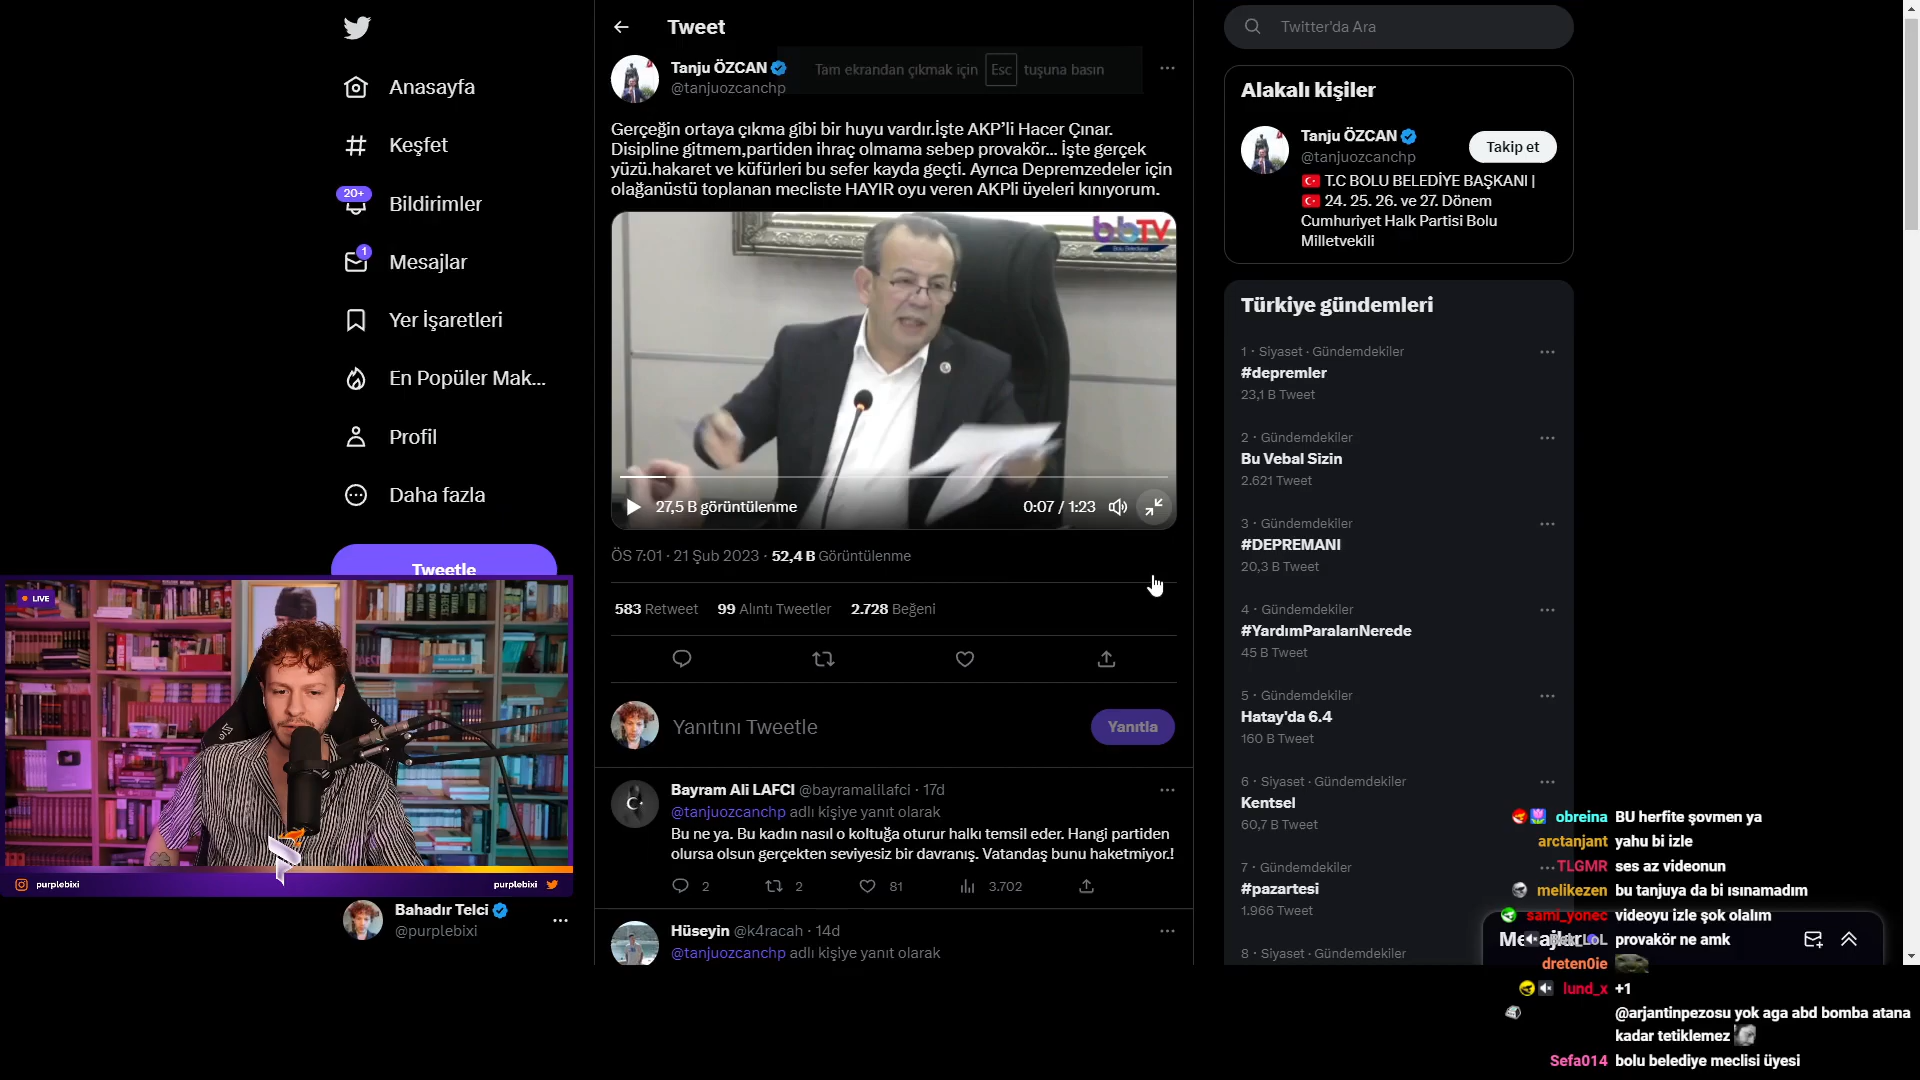 Anasayfa
Keşfet
20+
Bildirimler
1
Mesajlar
Yer İşaretleri
En Popüler Mak...
Profil
Daha fazla
Tweetle
LIVE
purplebixi
purplebixi
Bahadır Telci
@purplebixi
Tweet
Tanju ÖZCAN
@tanjuozcanchp
Tam ekrandan çıkmak için Esc tuşuna basın
Gerçeğin ortaya çıkma gibi bir huyu vardır.İşte AKP’li Hacer Çınar.
Disipline gitmem,partiden ihraç olmama sebep provakör... İşte gerçek
yüzü.hakaret ve küfürleri bu sefer kayda geçti. Ayrıca Depremzedeler için
olağanüstü toplanan mecliste HAYIR oyu veren AKPli üyeleri kınıyorum.
bbTV
Bolu Belediyesi
27,5 B görüntülenme
0:07 / 1:23
ÖS 7:01 · 21 Şub 2023 · 52,4 B Görüntülenme
583 Retweet 99 Alıntı Tweetler 2.728 Beğeni
Yanıtını Tweetle
Yanıtla
Bayram Ali LAFCI @bayramalilafci · 17d
@tanjuozcanchp adlı kişiye yanıt olarak
Bu ne ya. Bu kadın nasıl o koltuğa oturur halkı temsil eder. Hangi partiden
olursa olsun gerçekten seviyesiz bir davranış. Vatandaş bunu haketmiyor.!
2 2 81 3.702
Hüseyin @k4racah · 14d
@tanjuozcanchp adlı kişiye yanıt olarak
Twitter'da Ara
Alakalı kişiler
Tanju ÖZCAN
@tanjuozcanchp
Takip et
T.C BOLU BELEDİYE BAŞKANI |
24. 25. 26. ve 27. Dönem
Cumhuriyet Halk Partisi Bolu
Milletvekili
Türkiye gündemleri
1 · Siyaset · Gündemdekiler
#depremler
23,1 B Tweet
2 · Gündemdekiler
Bu Vebal Sizin
2.621 Tweet
3 · Gündemdekiler
#DEPREMANI
20,3 B Tweet
4 · Gündemdekiler
#YardımParalarıNerede
45 B Tweet
5 · Gündemdekiler
Hatay'da 6.4
160 B Tweet
6 · Siyaset · Gündemdekiler
Kentsel
60,7 B Tweet
7 · Gündemdekiler
#pazartesi
1.966 Tweet
8 · Siyaset · Gündemdekiler
Mesajlar
obreina BU herfite şovmen ya
arctanjant yahu bi izle
TLGMR ses az videonun
melikezen bu tanjuya da bi ısınamadım
sami_yonec videoyu izle şok olalım
provakör ne amk
dreten0ie
lund_x +1
@arjantinpezosu yok aga abd bomba atana
kadar tetiklemez
Sefa014 bolu belediye meclisi üyesi